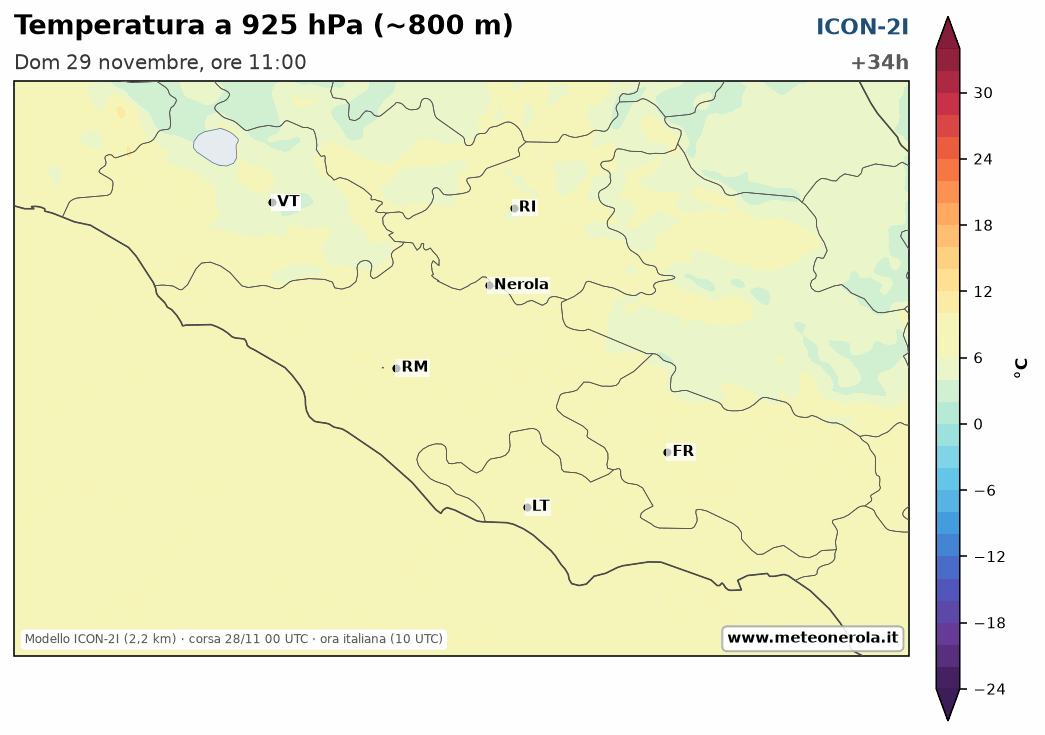 Temperatura a 925 hPa (~800 m)
ICON-2I
Dom 29 novembre, ore 11:00
+34h
VT
RI
Nerola
RM
FR
LT
30
24
18
12
6
0
−6
−12
−18
−24
°C
Modello ICON-2I (2,2 km) · corsa 28/11 00 UTC · ora italiana (10 UTC)
www.meteonerola.it